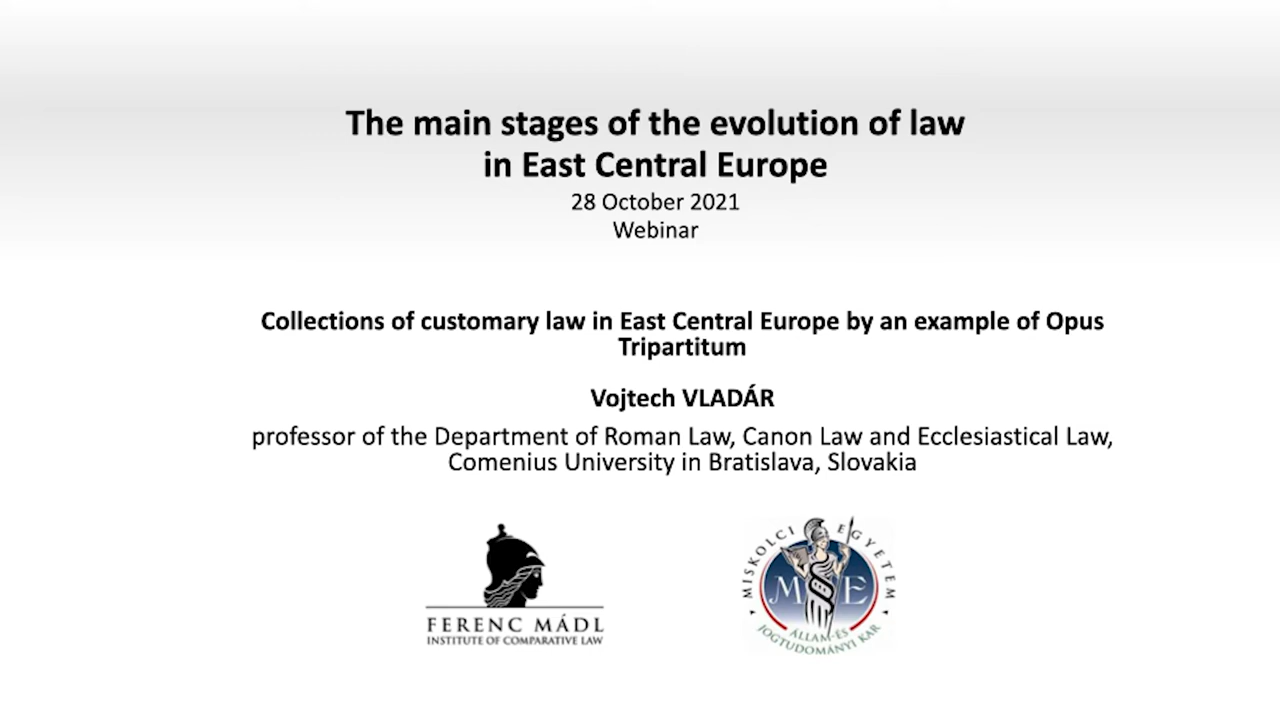 The main stages of the evolution of law
in East Central Europe
28 October 2021
Webinar
Collections of customary law in East Central Europe by an example of Opus
Tripartitum
Vojtech VLADÁR
professor of the Department of Roman Law, Canon Law and Ecclesiastical Law,
Comenius University in Bratislava, Slovakia
FERENC MÁDL
INSTITUTE OF COMPARATIVE LAW
MISKOLCI EGYETEM
M E
ÁLLAM- ÉS
JOGTUDOMÁNYI KAR